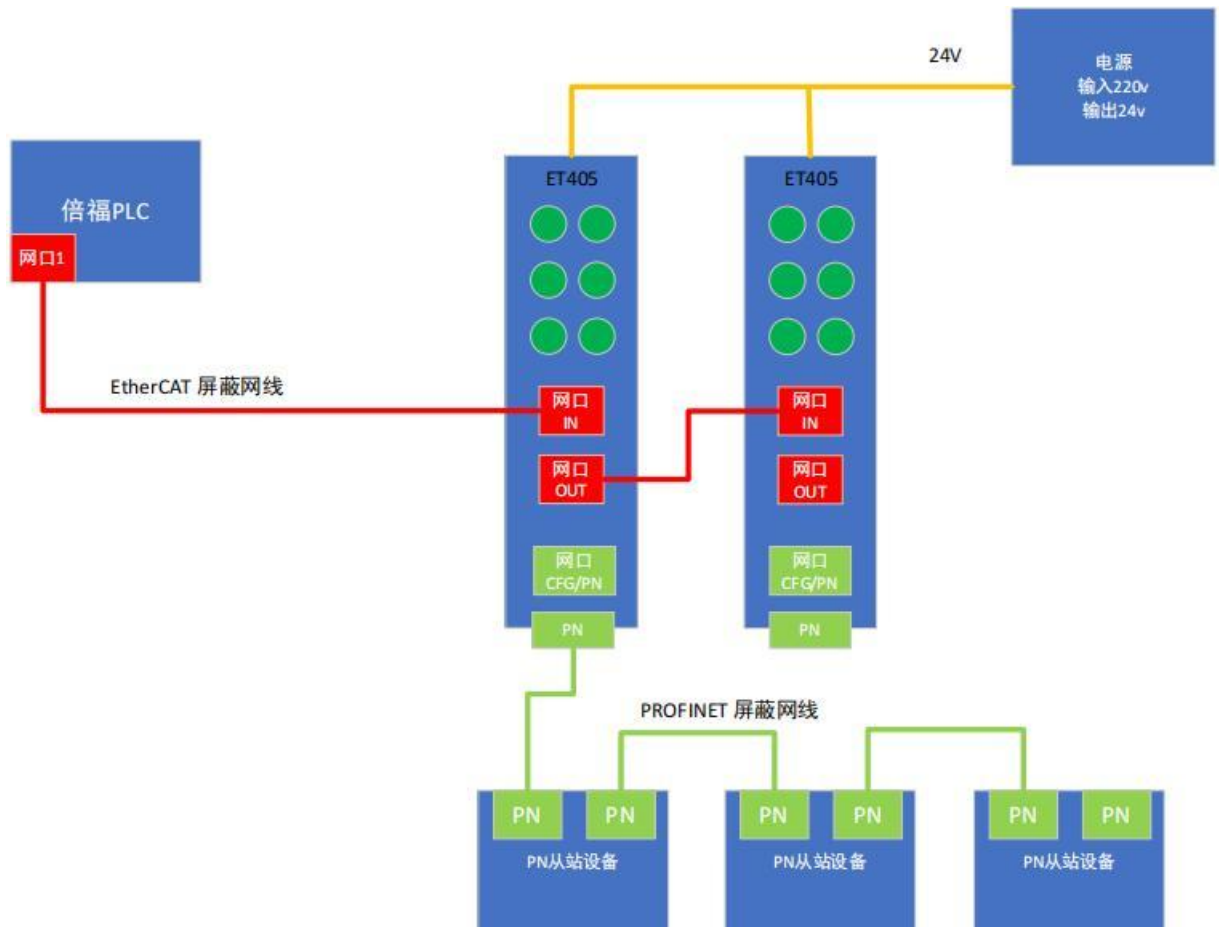 24V
电源
输入220v
输出24v
倍福PLC
网口1
EtherCAT 屏蔽网线
ET405
网口
IN
网口
OUT
网口
CFG/PN
PN
ET405
网口
IN
网口
OUT
网口
CFG/PN
PN
PROFINET 屏蔽网线
PN
PN
PN从站设备
PN
PN
PN从站设备
PN
PN
PN从站设备